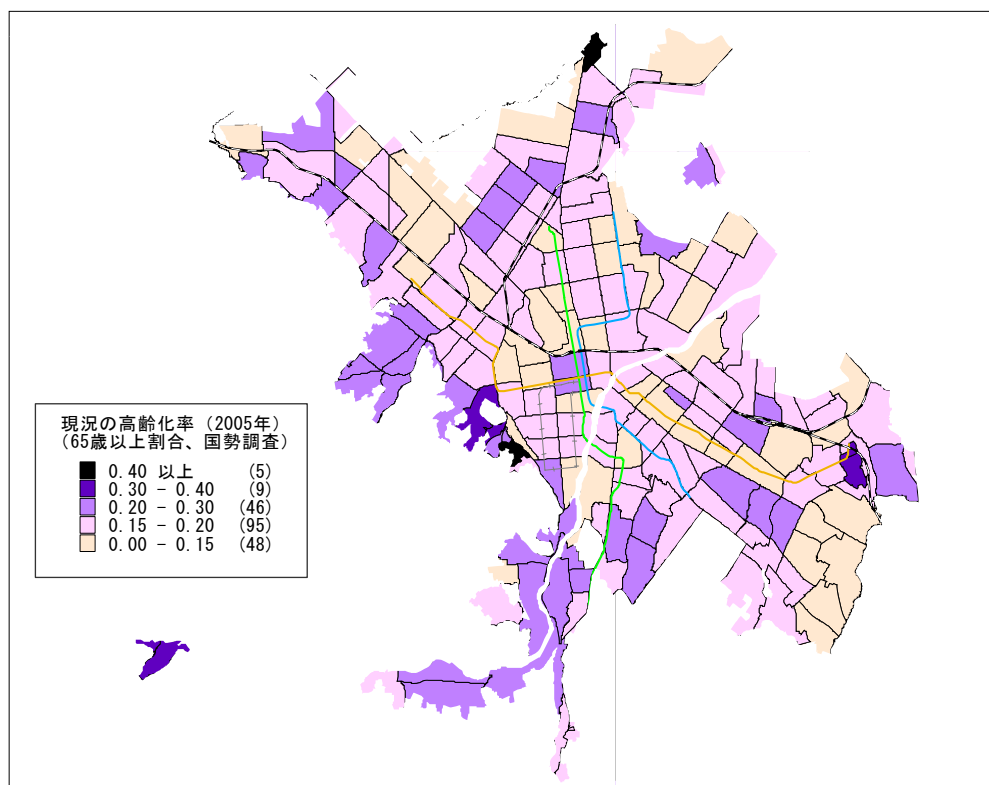 現況の高齢化率（2005年）
（65歳以上割合、国勢調査）
0.40 以上 (5)
0.30 - 0.40 (9)
0.20 - 0.30 (46)
0.15 - 0.20 (95)
0.00 - 0.15 (48)